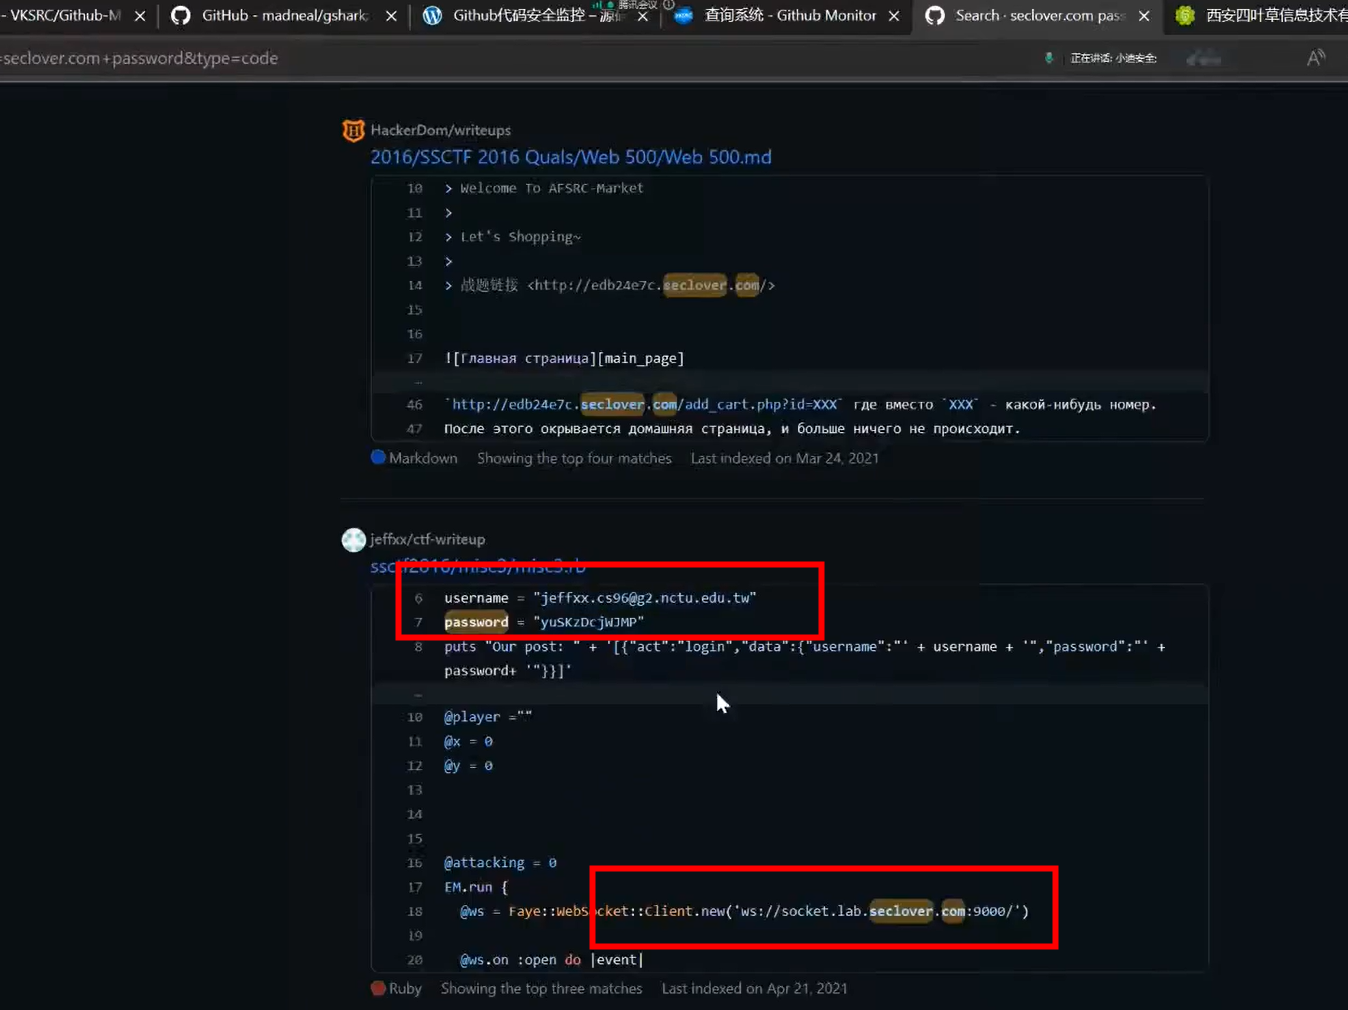 - VKSRC/Github-M
GitHub - madneal/gshark
Github代码安全监控 – 源
腾讯会议
查询系统 - Github Monitor
Search · seclover.com pass
西安四叶草信息技术有
=seclover.com+password&type=code
正在讲话: 小迪安全;
HackerDom/writeups
2016/SSCTF 2016 Quals/Web 500/Web 500.md
10 > Welcome To AFSRC-Market
11 >
12 > Let's Shopping~
13 >
14 > 战题链接 <http://edb24e7c.seclover.com/>
15
16
17 ![Главная страница][main_page]
…
46 `http://edb24e7c.seclover.com/add_cart.php?id=XXX` где вместо `XXX` - какой-нибудь номер.
47 После этого окрывается домашняя страница, и больше ничего не происходит.
Markdown Showing the top four matches Last indexed on Mar 24, 2021
jeffxx/ctf-writeup
ssctf2016/misc3/misc3.rb
6 username = "jeffxx.cs96@g2.nctu.edu.tw"
7 password = "yuSKzDcjWJMP"
8 puts "Our post: " + '[{"act":"login","data":{"username":"' + username + '","password":"' +
password+ '"}}]'
…
10 @player =""
11 @x = 0
12 @y = 0
13
14
15
16 @attacking = 0
17 EM.run {
18 @ws = Faye::WebSocket::Client.new('ws://socket.lab.seclover.com:9000/')
19
20 @ws.on :open do |event|
Ruby Showing the top three matches Last indexed on Apr 21, 2021